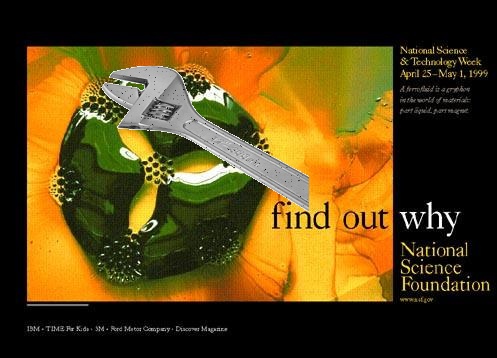 National Science
& Technology Week
April 25 – May 1, 1999
A ferrofluid is a gryphon
in the world of materials:
part liquid, part magnet.
find out why
National
Science
Foundation
www.nsf.gov
IBM • TIME For Kids • 3M • Ford Motor Company • Discover Magazine